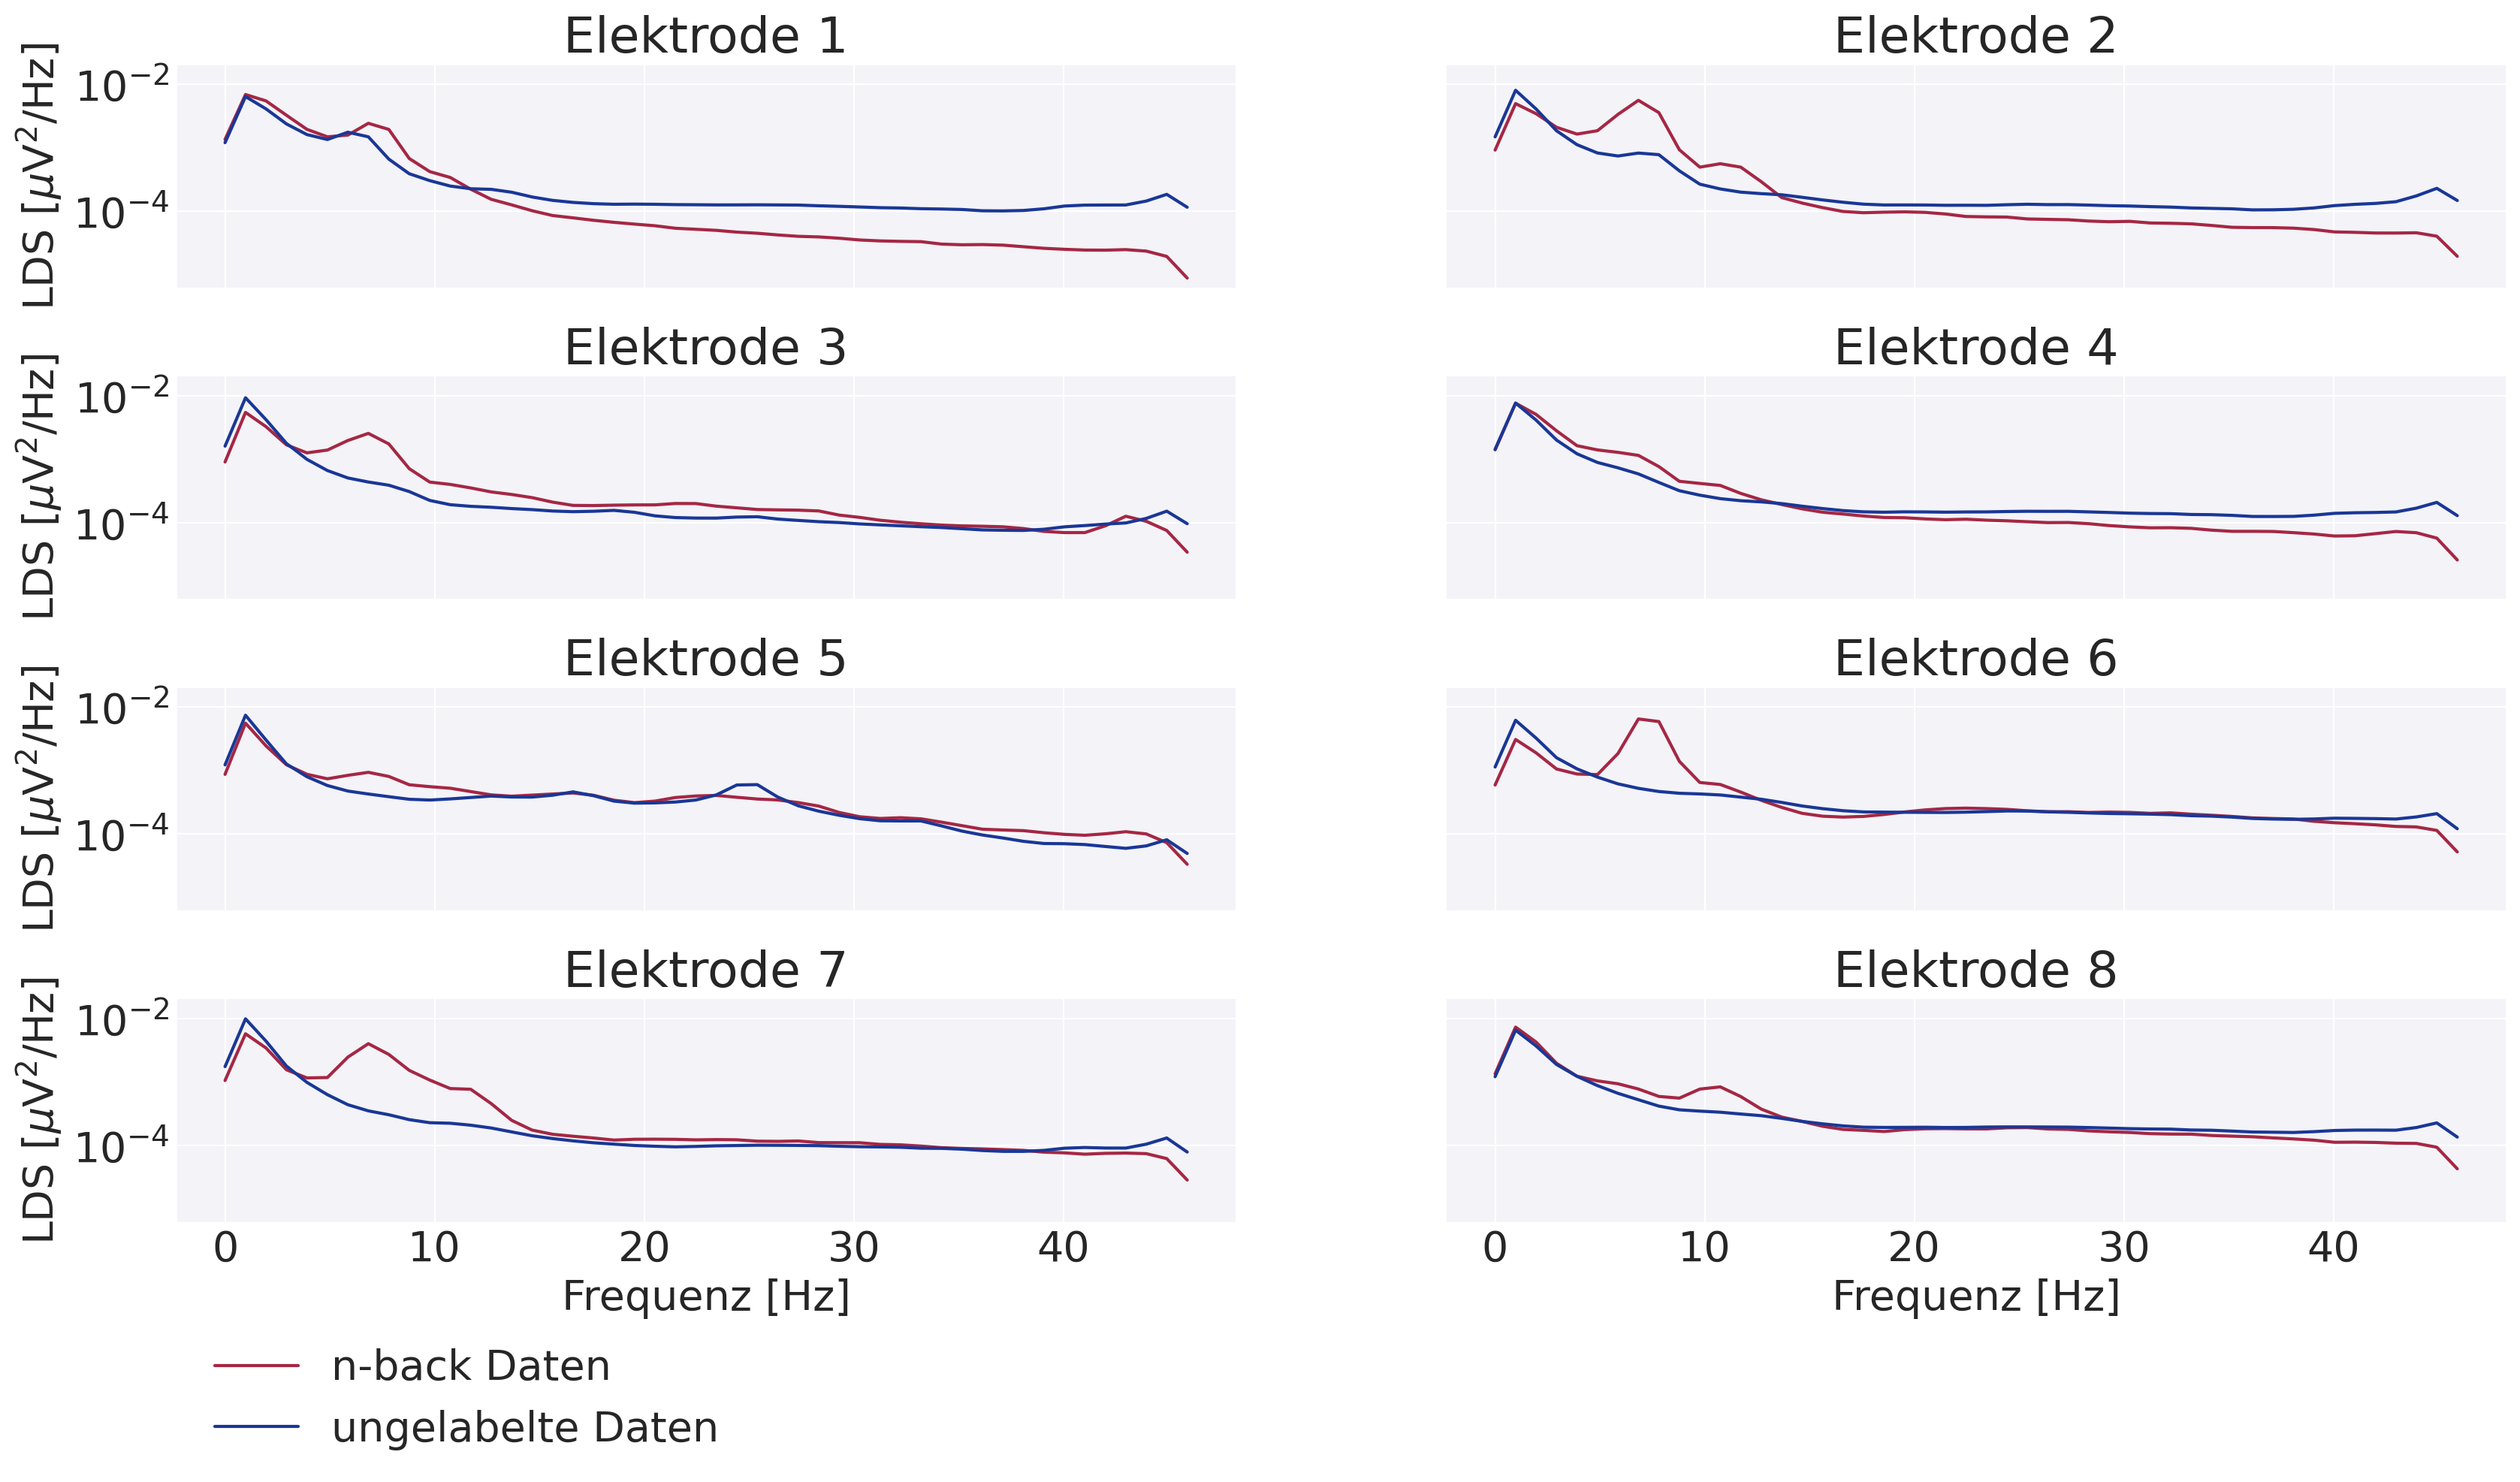 Elektrode 1
Elektrode 2
LDS [μV²/Hz]
10⁻²
10⁻⁴
Elektrode 3
Elektrode 4
LDS [μV²/Hz]
10⁻²
10⁻⁴
Elektrode 5
Elektrode 6
LDS [μV²/Hz]
10⁻²
10⁻⁴
Elektrode 7
Elektrode 8
LDS [μV²/Hz]
10⁻²
10⁻⁴
0 10 20 30 40
0 10 20 30 40
Frequenz [Hz]
Frequenz [Hz]
n-back Daten
ungelabelte Daten